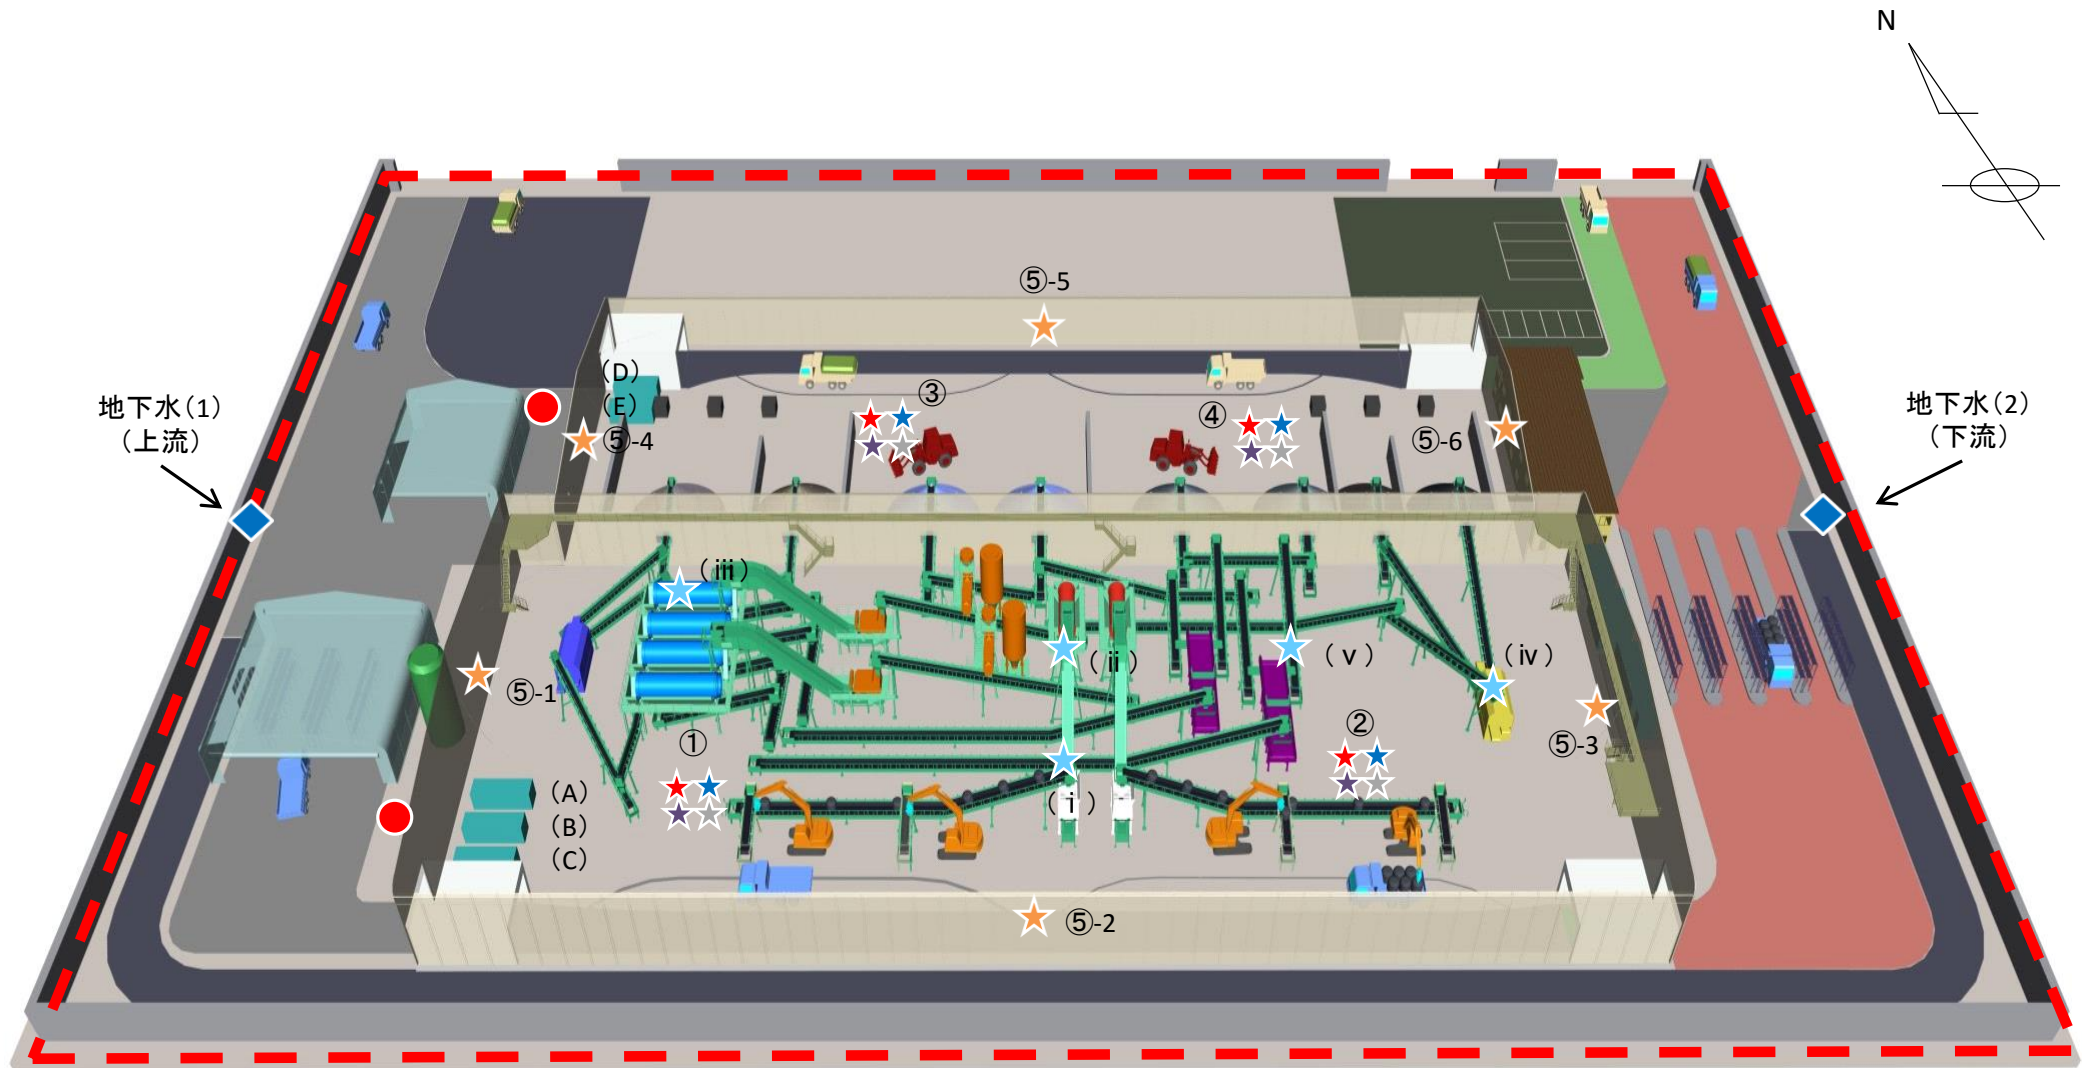 N
⑤-5
(D)
(E)
③
④
⑤-4
⑤-6
地下水(1)
(上流)
地下水(2)
(下流)
(ⅲ)
(ⅱ)
(ⅴ)
(ⅳ)
⑤-1
①
②
⑤-3
(A)
(B)
(C)
(ⅰ)
⑤-2